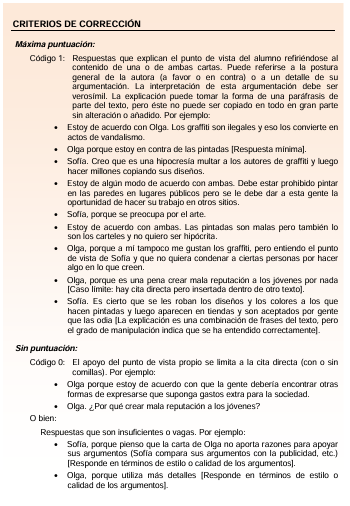 CRITERIOS DE CORRECCIÓN
Máxima puntuación:
Código 1: Respuestas que explican el punto de vista del alumno refiriéndose al
contenido de una o de ambas cartas. Puede referirse a la postura
general de la autora (a favor o en contra) o a un detalle de su
argumentación. La interpretación de esta argumentación debe ser
verosímil. La explicación puede tomar la forma de una paráfrasis de
parte del texto, pero éste no puede ser copiado en todo en gran parte
sin alteración o añadido. Por ejemplo:
• Estoy de acuerdo con Olga. Los graffiti son ilegales y eso los convierte en
actos de vandalismo.
• Olga porque estoy en contra de las pintadas [Respuesta mínima].
• Sofía. Creo que es una hipocresía multar a los autores de graffiti y luego
hacer millones copiando sus diseños.
• Estoy de algún modo de acuerdo con ambas. Debe estar prohibido pintar
en las paredes en lugares públicos pero se le debe dar a esta gente la
oportunidad de hacer su trabajo en otros sitios.
• Sofía, porque se preocupa por el arte.
• Estoy de acuerdo con ambas. Las pintadas son malas pero también lo
son los carteles y no quiero ser hipócrita.
• Olga, porque a mí tampoco me gustan los graffiti, pero entiendo el punto
de vista de Sofía y que no quiera condenar a ciertas personas por hacer
algo en lo que creen.
• Olga, porque es una pena crear mala reputación a los jóvenes por nada
[Caso límite: hay cita directa pero insertada dentro de otro texto].
• Sofía. Es cierto que se les roban los diseños y los colores a los que
hacen pintadas y luego aparecen en tiendas y son aceptados por gente
que las odia [La explicación es una combinación de frases del texto, pero
el grado de manipulación indica que se ha entendido correctamente].
Sin puntuación:
Código 0: El apoyo del punto de vista propio se limita a la cita directa (con o sin
comillas). Por ejemplo:
• Olga porque estoy de acuerdo con que la gente debería encontrar otras
formas de expresarse que suponga gastos extra para la sociedad.
• Olga. ¿Por qué crear mala reputación a los jóvenes?
O bien:
Respuestas que son insuficientes o vagas. Por ejemplo:
• Sofía, porque pienso que la carta de Olga no aporta razones para apoyar
sus argumentos (Sofía compara sus argumentos con la publicidad, etc.)
[Responde en términos de estilo o calidad de los argumentos].
• Olga, porque utiliza más detalles [Responde en términos de estilo o
calidad de los argumentos].